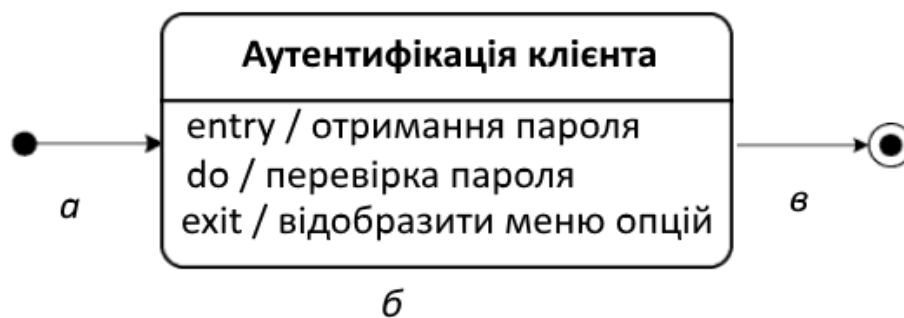 Аутентифікація клієнта
entry / отримання пароля
do / перевірка пароля
exit / відобразити меню опцій
а
б
в